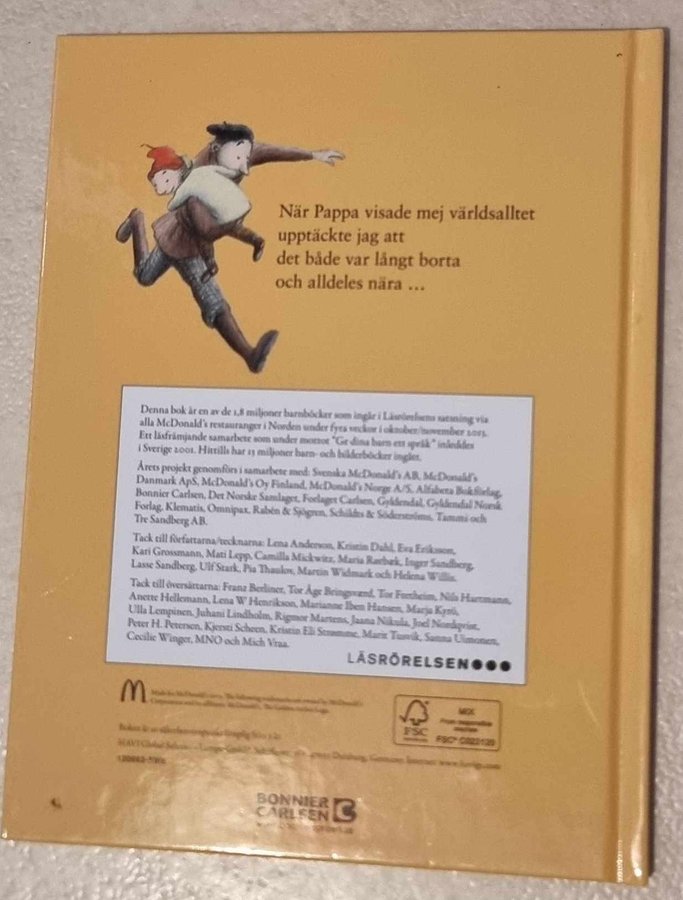 När Pappa visade mej världsalltet
upptäckte jag att
det både var långt borta
och alldeles nära ...
Denna bok är en av de 1,8 miljoner barnböcker som ingår i Läsrörelsens satsning via
alla McDonald's restauranger i Norden under fyra veckor i oktober/november
Ett läsfrämjande samarbete som under mottot "Ge dina barn ett språk" inleddes
i Sverige 2001. Hittills har 15 miljoner barn- och bilderböcker ingått.
Årets projekt genomförs i samarbete med: Svenska McDonald's AB, McDonald's
Danmark ApS, McDonald's Oy Finland, McDonald's Norge A/S, Alfabeta Bokförlag,
Bonnier Carlsen, Det Norske Samlaget, Forlaget Carlsen, Gyldendal, Gyldendal Norsk
Forlag, Klematis, Omnipax, Rabén & Sjögren, Schildts & Söderströms, Tammi och
Tre Sandberg AB.
Tack till författarna/tecknarna: Lena Anderson, Kristin Dahl, Eva Eriksson,
Kari Grossmann, Mati Lepp, Camilla Mickwitz, Maria Inger Sandberg,
Lasse Sandberg, Ulf Stark, Pia Thaulov, Martin Widmark och Helena Willis.
Tack till översättarna: Franz Berliner, Tor Åge Bringsværd, Tor Fretheim, Nils Hartmann,
Anette Hellemann, Lena W Henrikson, Marianne Iben Hansen, Marja Kyrö,
Ulla Lempinen, Juhani Lindholm, Rigmor Martens, Jaana Nikula, Joel Nordqvist,
Peter H. Petersen, Kjersti Scheen, Kristin Eli Strømme, Marit Tusvik, Sanna Uimonen,
Cecilie Winger, MNO och Mich Vraa.
LÄSRÖRELSEN
FSC
MIX
From responsible
FSC®
BONNIER
CARLSEN